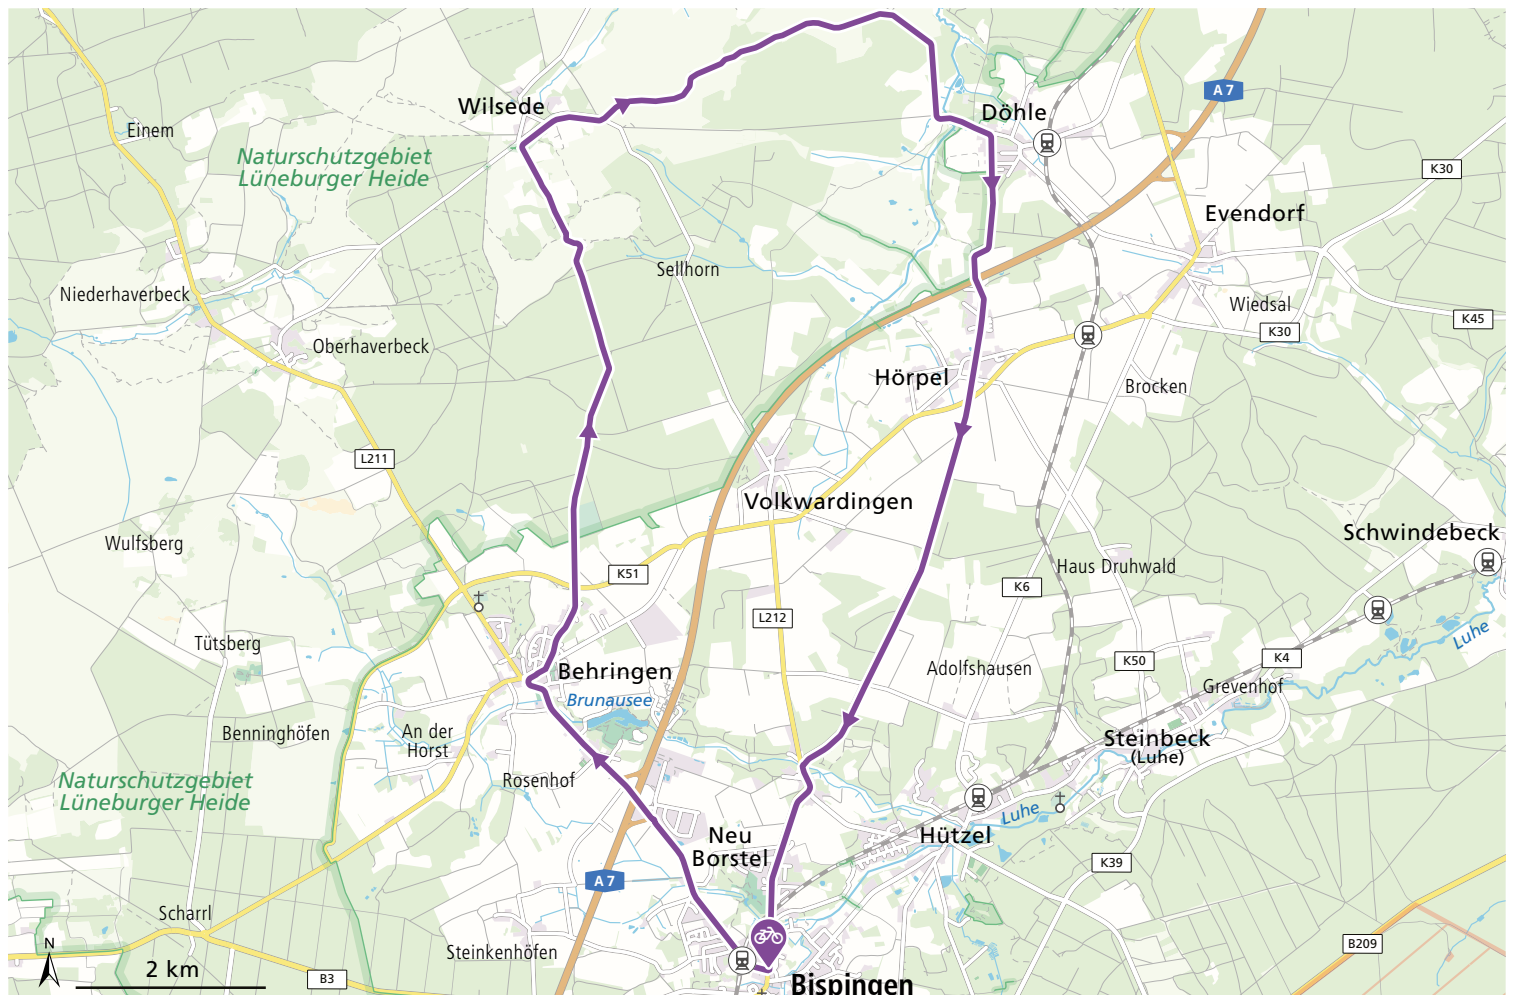 A 7
Wilsede
Döhle
Einem
Naturschutzgebiet
Lüneburger Heide
K30
Evendorf
Sellhorn
Niederhaverbeck
Wiedsal
K45
K30
Oberhaverbeck
Hörpel
Brocken
L211
Volkwardingen
Wulfsberg
Schwindebeck
Haus Druhwald
K51
K6
L212
Luhe
Tütsberg
K4
K50
Behringen
Adolfshausen
Grevenhof
Brunausee
Benninghöfen
An der
Horst
Steinbeck
(Luhe)
Rosenhof
Naturschutzgebiet
Lüneburger Heide
Luhe
Neu
Borstel
Hützel
K39
A 7
Scharrl
N
Steinkenhöfen
B209
2 km
B3
Bispingen